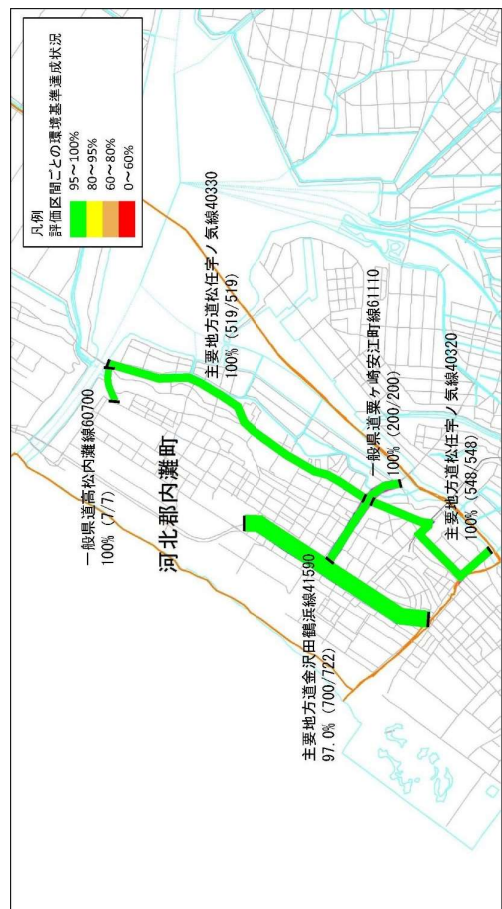 凡例
評価区間ごとの環境基準達成状況
95～100%
80～95%
60～80%
0～60%
一般県道高松内灘線60700
100% (7/7)
主要地方道松任宇ノ気線40330
100% (519/519)
河北郡内灘町
一般県道粟ヶ崎安江町線61110
100% (200/200)
主要地方道金沢田鶴浜線41590
97.0% (700/722)
主要地方道松任宇ノ気線40320
100% (548/548)